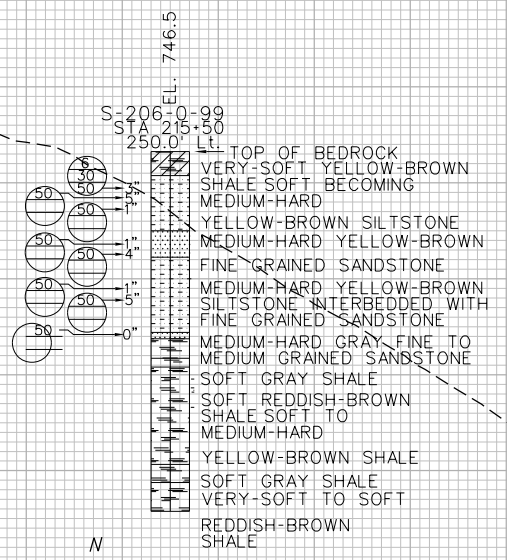 EL. 746.5
S-206-0-99
STA 215+50
250.0' Lt.
TOP OF BEDROCK
VERY-SOFT YELLOW-BROWN
SHALE SOFT BECOMING
MEDIUM-HARD
YELLOW-BROWN SILTSTONE
MEDIUM-HARD YELLOW-BROWN
FINE GRAINED SANDSTONE
MEDIUM-HARD YELLOW-BROWN
SILTSTONE INTERBEDDED WITH
FINE GRAINED SANDSTONE
MEDIUM-HARD GRAY FINE TO
MEDIUM GRAINED SANDSTONE
SOFT GRAY SHALE
SOFT REDDISH-BROWN
SHALE SOFT TO
MEDIUM-HARD
YELLOW-BROWN SHALE
SOFT GRAY SHALE
VERY-SOFT TO SOFT
REDDISH-BROWN
SHALE
6
30
50 3"
50 5"
50 1"
50 1"
50 4"
50 1"
50 5"
50 0"
N